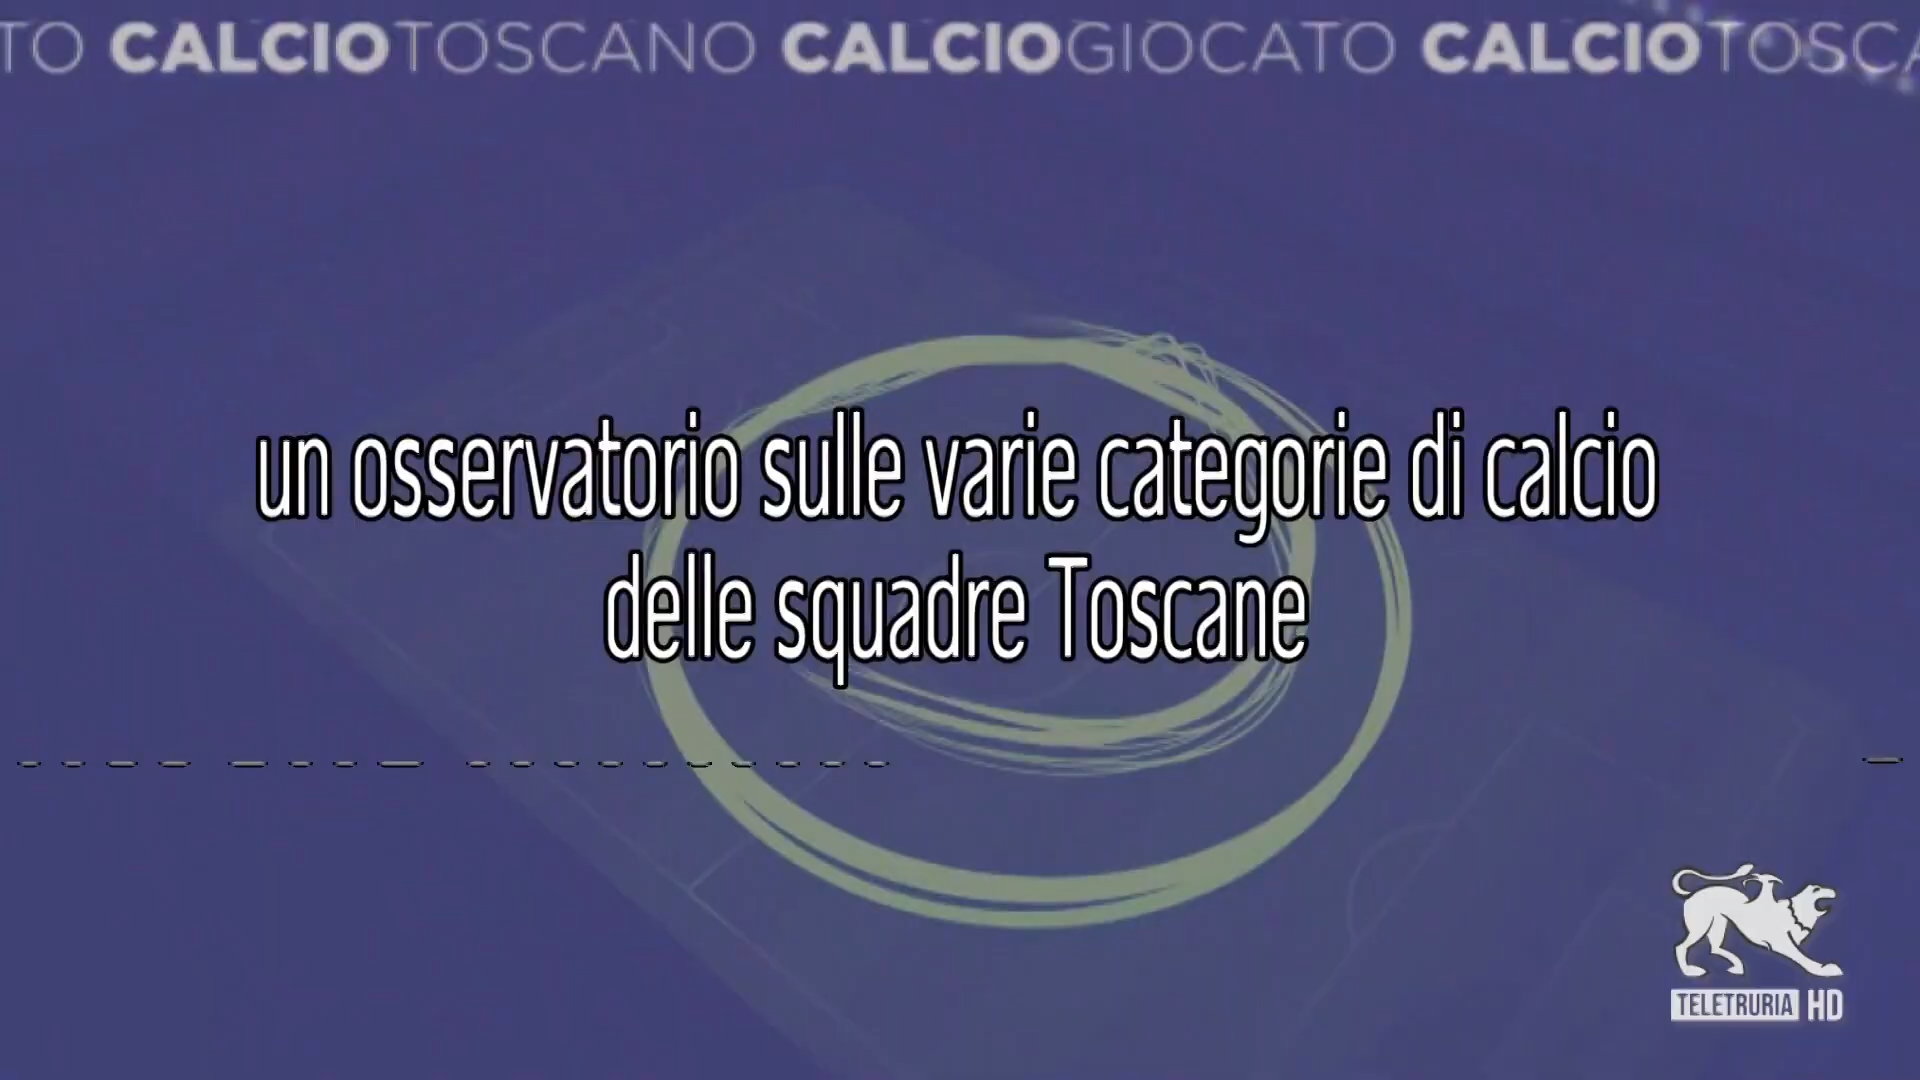 TO CALCIOTOSCANO CALCIOGIOCATO CALCIOTOSCA
un osservatorio sulle varie categorie di calcio
delle squadre Toscane
TELETRURIA HD